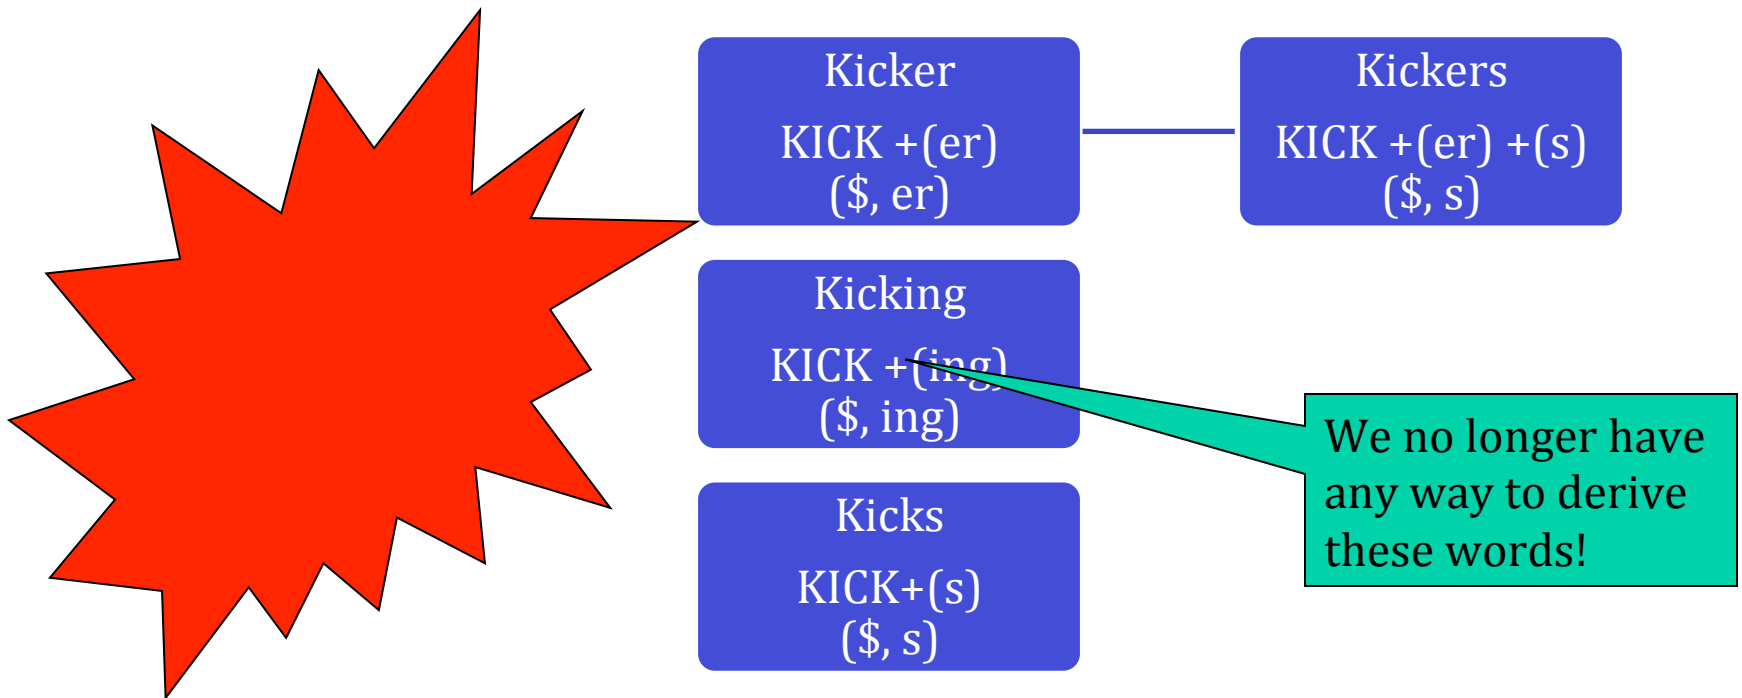 Kicker
KICK +(er)
($, er)
Kickers
KICK +(er) +(s)
($, s)
Kicking
KICK +(ing)
($, ing)
We no longer have
any way to derive
these words!
Kicks
KICK+(s)
($, s)